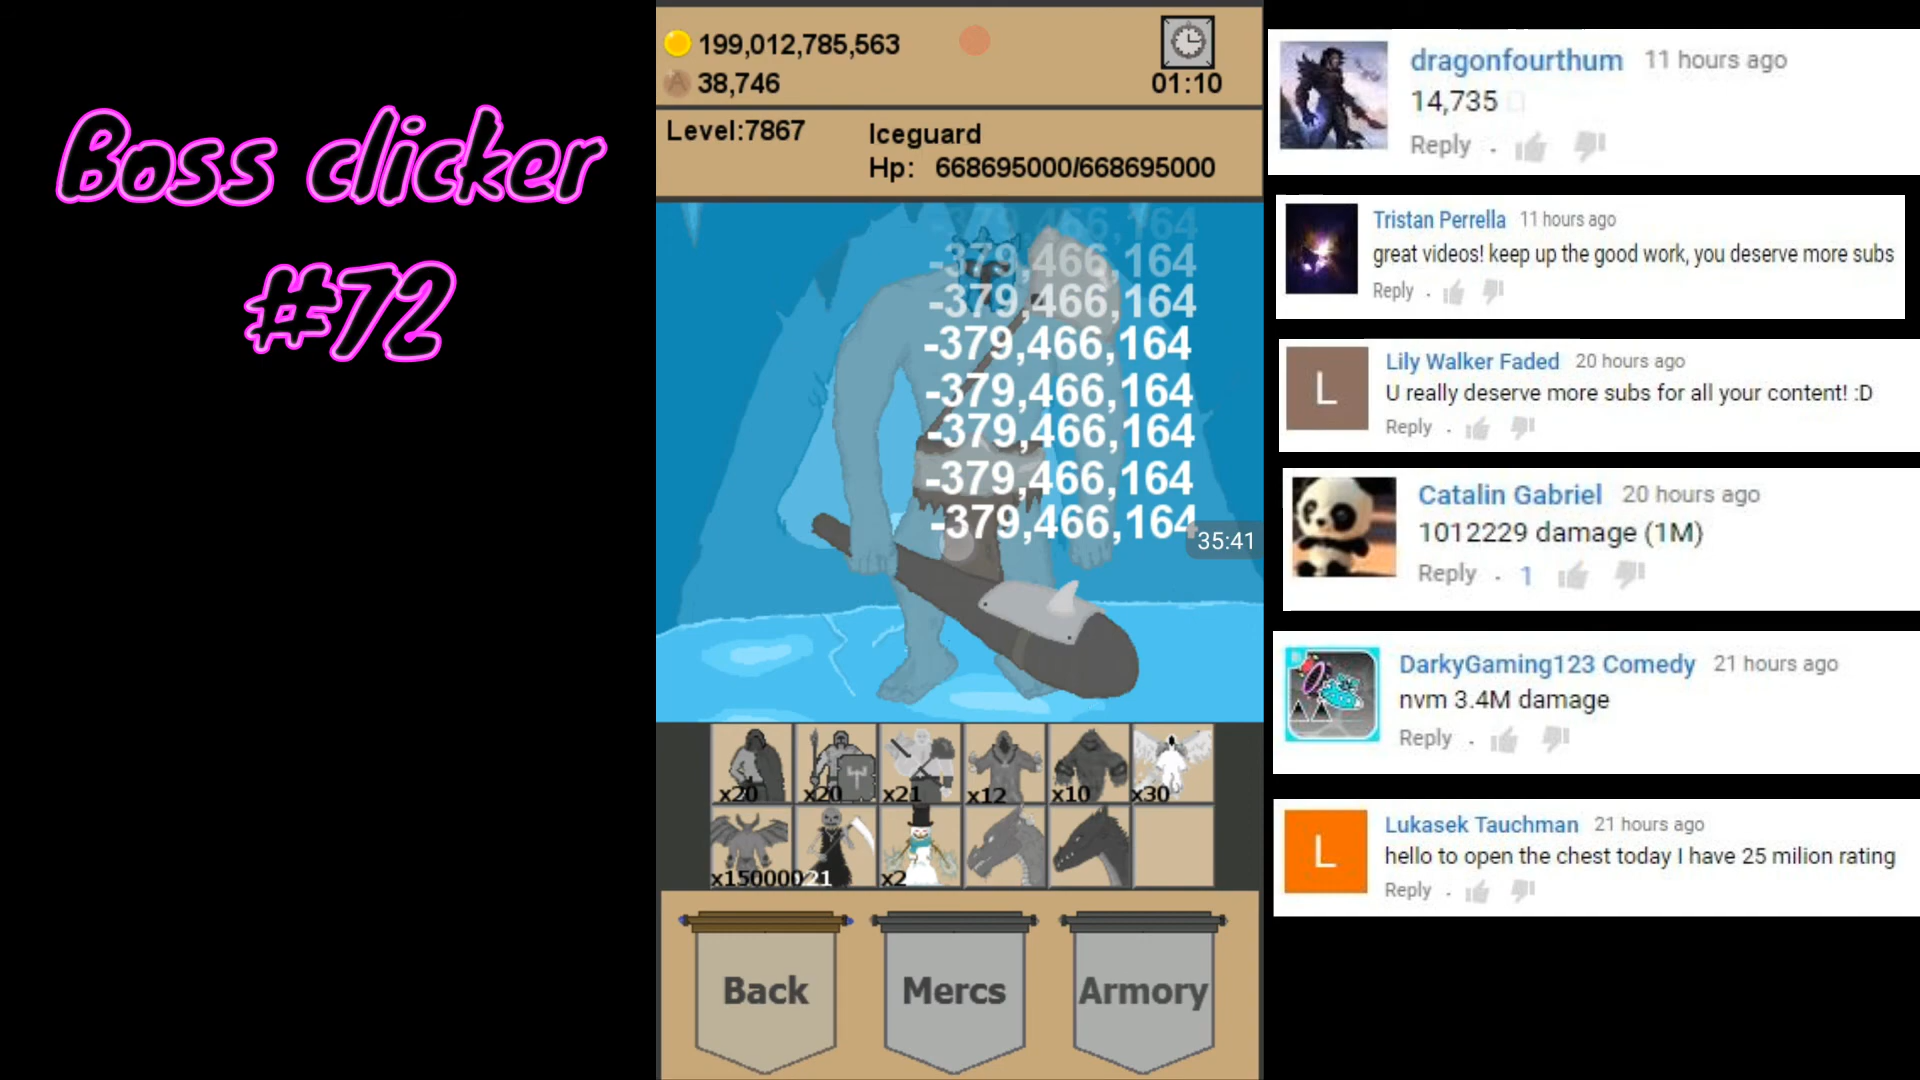 Boss clicker
#72
199,012,785,563
38,746
01:10
Level:7867
Iceguard
Hp: 668695000/668695000
-379,466,164
-379,466,164
-379,466,164
-379,466,164
-379,466,164
-379,466,164
-379,466,164
-379,466,164
35:41
x20
x20
x21
x12
x10
x30
x150000
21
x2
Back
Mercs
Armory
dragonfourthum 11 hours ago
14,735
Reply
Tristan Perrella 11 hours ago
great videos! keep up the good work, you deserve more subs
Reply
Lily Walker Faded 20 hours ago
U really deserve more subs for all your content! :D
Reply
Catalin Gabriel 20 hours ago
1012229 damage (1M)
Reply · 1
DarkyGaming123 Comedy 21 hours ago
nvm 3.4M damage
Reply
Lukasek Tauchman 21 hours ago
hello to open the chest today I have 25 milion rating
Reply
L
L